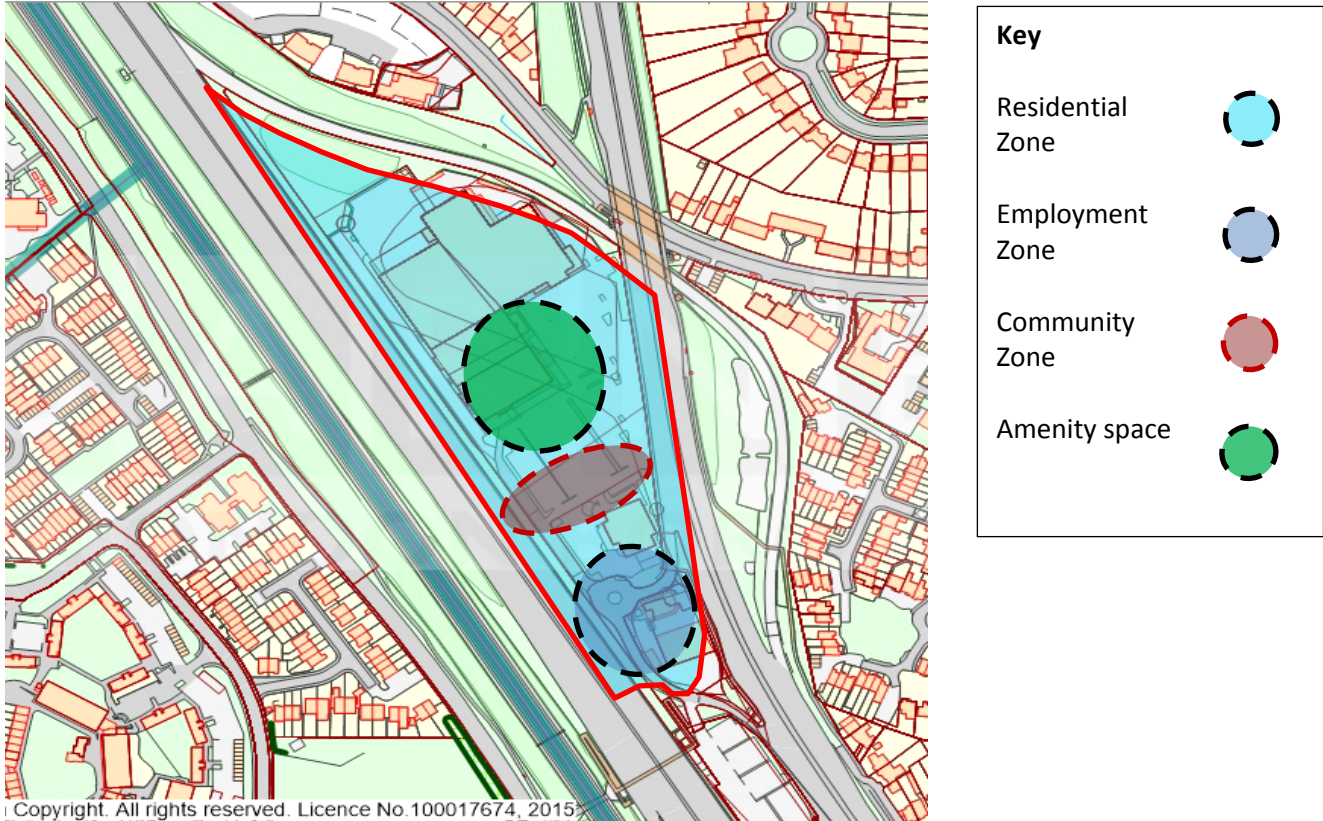 Key
Residential
Zone
Employment
Zone
Community
Zone
Amenity space
Copyright. All rights reserved. Licence No.100017674, 2015